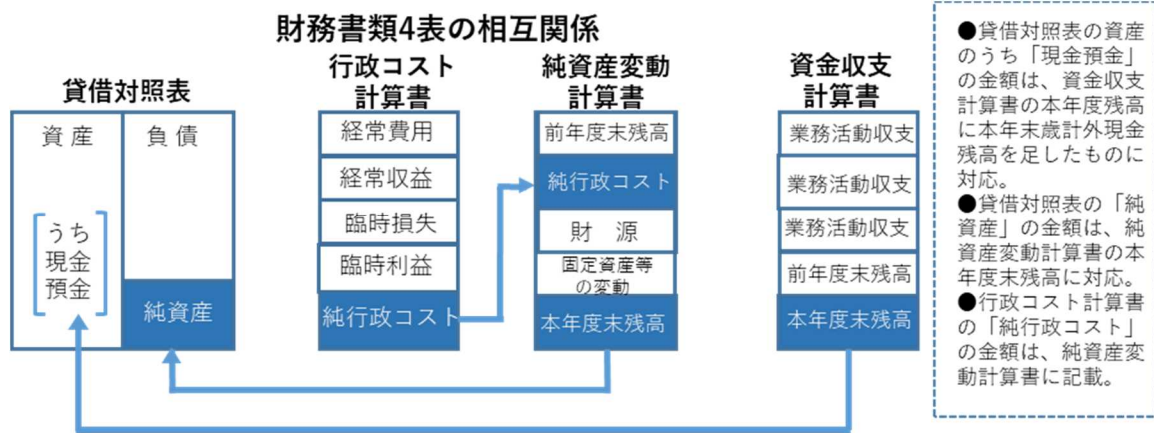 財務書類4表の相互関係
貸借対照表
資 産
負 債
うち
現金
預金
純資産
行政コスト
計算書
経常費用
経常収益
臨時損失
臨時利益
純行政コスト
純資産変動
計算書
前年度末残高
純行政コスト
財 源
固定資産等
の変動
本年度末残高
資金収支
計算書
業務活動収支
業務活動収支
業務活動収支
前年度末残高
本年度末残高
●貸借対照表の資産
のうち「現金預金」
の金額は、資金収支
計算書の本年度残高
に本年末歳計外現金
残高を足したものに
対応。
●貸借対照表の「純
資産」の金額は、純
資産変動計算書の本
年度末残高に対応。
●行政コスト計算書
の「純行政コスト」
の金額は、純資産変
動計算書に記載。